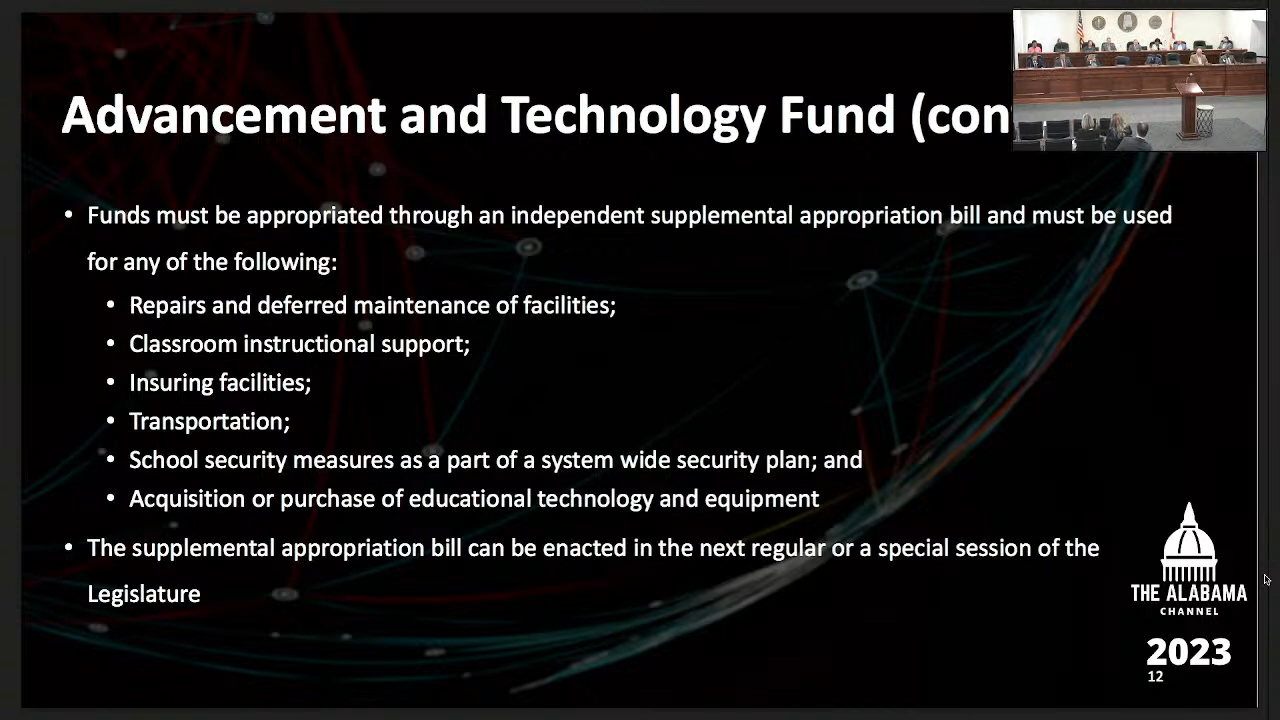 Advancement and Technology Fund (con
• Funds must be appropriated through an independent supplemental appropriation bill and must be used
for any of the following:
• Repairs and deferred maintenance of facilities;
• Classroom instructional support;
• Insuring facilities;
• Transportation;
• School security measures as a part of a system wide security plan; and
• Acquisition or purchase of educational technology and equipment
• The supplemental appropriation bill can be enacted in the next regular or a special session of the
Legislature
THE ALABAMA
CHANNEL
2023
12